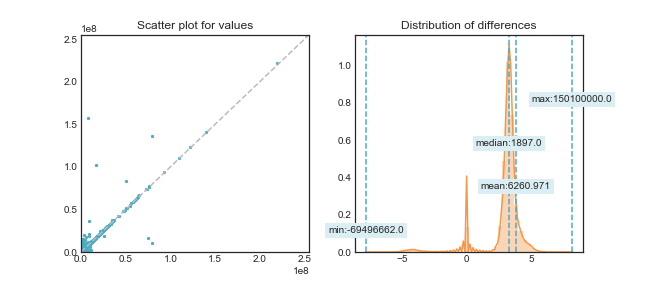 Scatter plot for values
1e8
2.5
2.0
1.5
1.0
0.5
0.0
0.0
0.5
1.0
1.5
2.0
2.5
1e8
Distribution of differences
1.0
0.8
0.6
0.4
0.2
0.0
−5
0
5
max:150100000.0
median:1897.0
mean:6260.971
min:-69496662.0